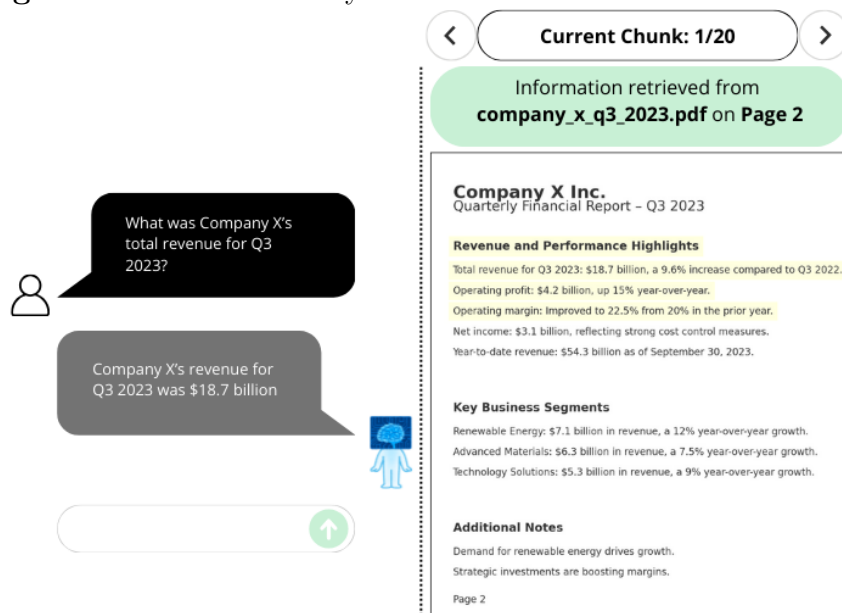 Current Chunk: 1/20
Information retrieved from
company_x_q3_2023.pdf on Page 2
What was Company X's
total revenue for Q3
2023?
Company X's revenue for
Q3 2023 was $18.7 billion
Company X Inc.
Quarterly Financial Report – Q3 2023
Revenue and Performance Highlights
Total revenue for Q3 2023: $18.7 billion, a 9.6% increase compared to Q3 2022.
Operating profit: $4.2 billion, up 15% year-over-year.
Operating margin: Improved to 22.5% from 20% in the prior year.
Net income: $3.1 billion, reflecting strong cost control measures.
Year-to-date revenue: $54.3 billion as of September 30, 2023.
Key Business Segments
Renewable Energy: $7.1 billion in revenue, a 12% year-over-year growth.
Advanced Materials: $6.3 billion in revenue, a 7.5% year-over-year growth.
Technology Solutions: $5.3 billion in revenue, a 9% year-over-year growth.
Additional Notes
Demand for renewable energy drives growth.
Strategic investments are boosting margins.
Page 2